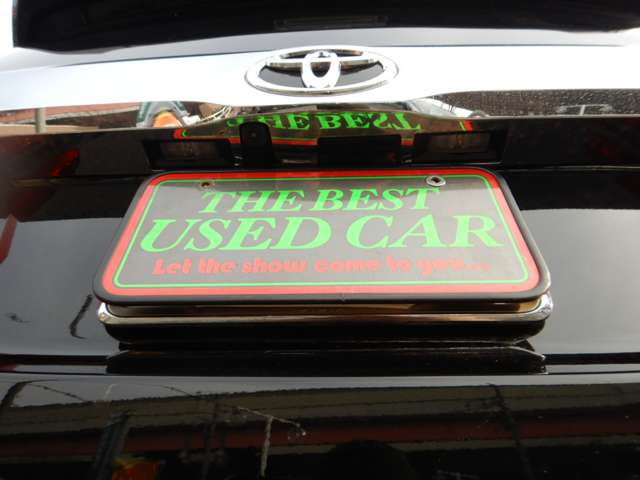 THE BEST
USED CAR
Let the show come to you...